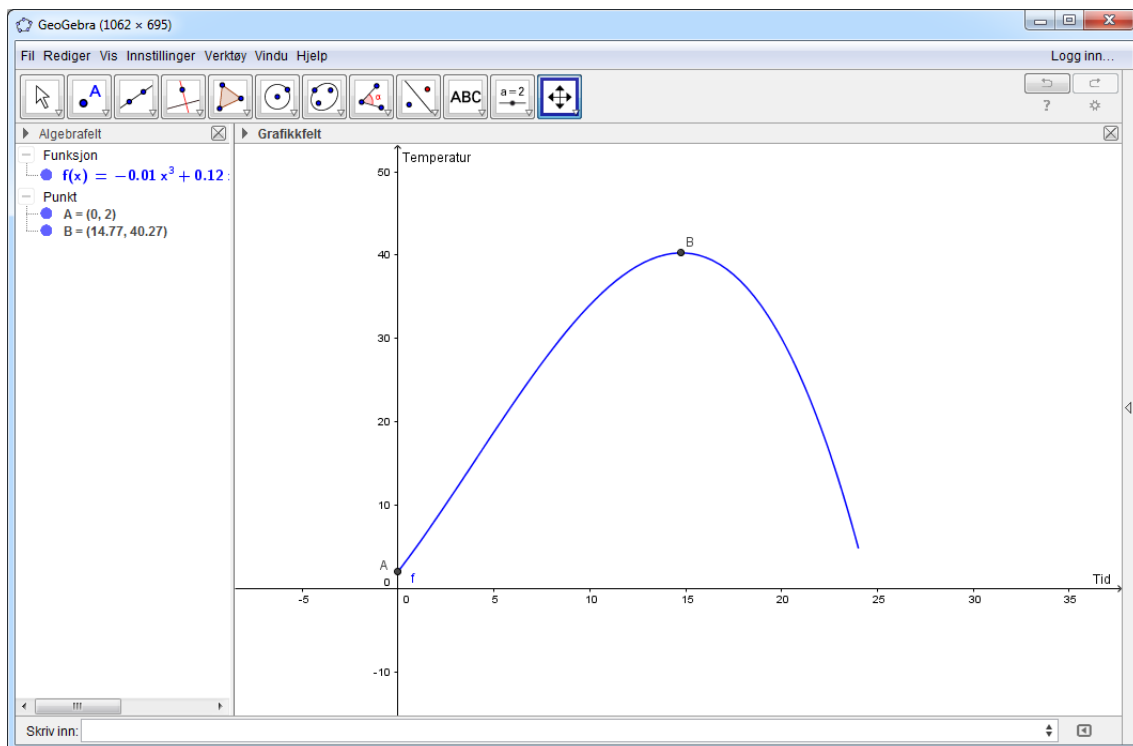 GeoGebra (1062 × 695)
Fil Rediger Vis Innstillinger Verktøy Vindu Hjelp Logg inn...
A α ABC a=2 ?
Algebrafelt Grafikkfelt
Funksjon
f(x) = −0.01 x³ + 0.12
Punkt
A = (0, 2)
B = (14.77, 40.27)
Temperatur
50
B
40
30
20
10
A
0 f
Tid
-5 0 5 10 15 20 25 30 35
-10
Skriv inn: